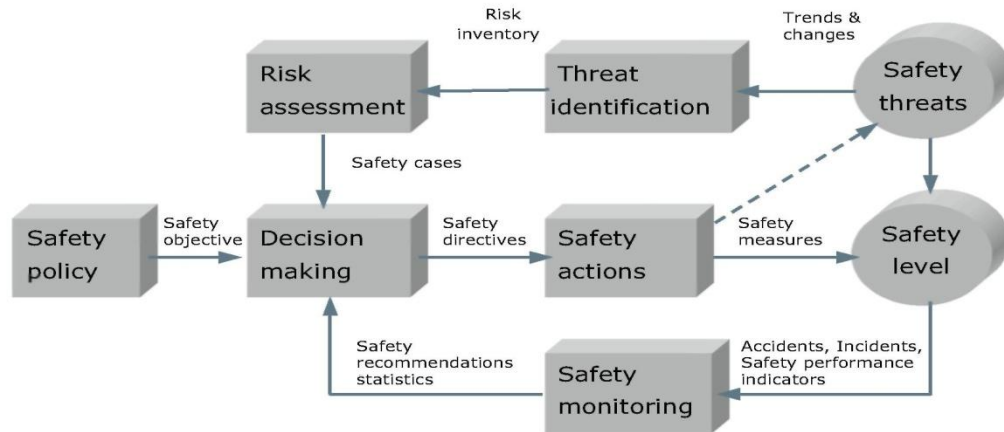 Risk
inventory
Trends &
changes
Risk
assessment
Threat
identification
Safety
threats
Safety cases
Safety
policy
Safety
objective
Decision
making
Safety
directives
Safety
actions
Safety
measures
Safety
level
Safety
recommendations
statistics
Safety
monitoring
Accidents, Incidents,
Safety performance
indicators